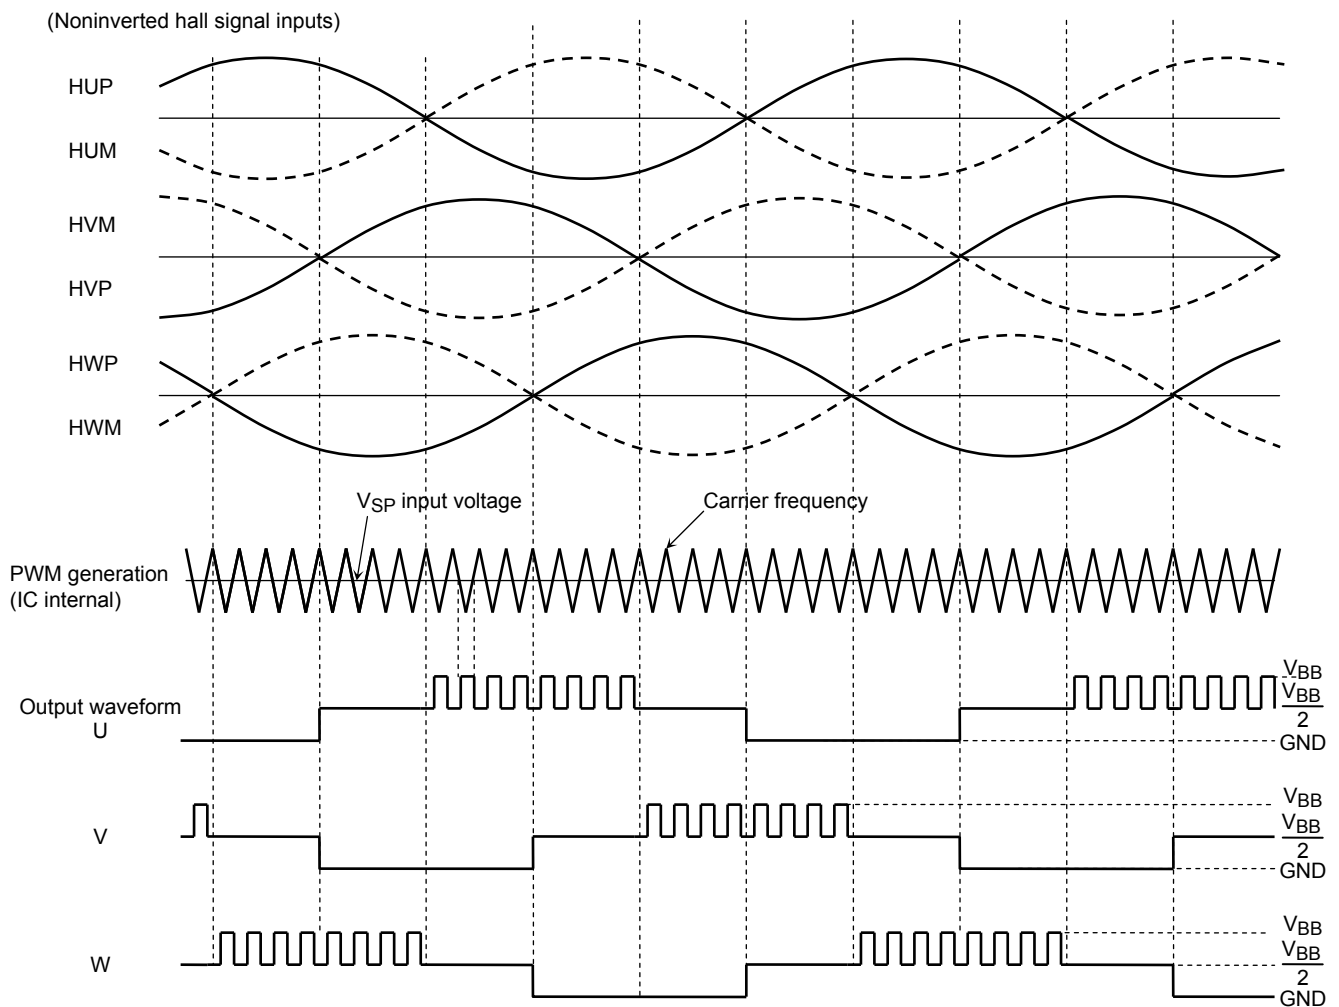 (Noninverted hall signal inputs)
HUP
HUM
HVM
HVP
HWP
HWM
VSP input voltage
Carrier frequency
PWM generation
(IC internal)
Output waveform
U
VBB
VBB
2
GND
V
VBB
VBB
2
GND
W
VBB
VBB
2
GND